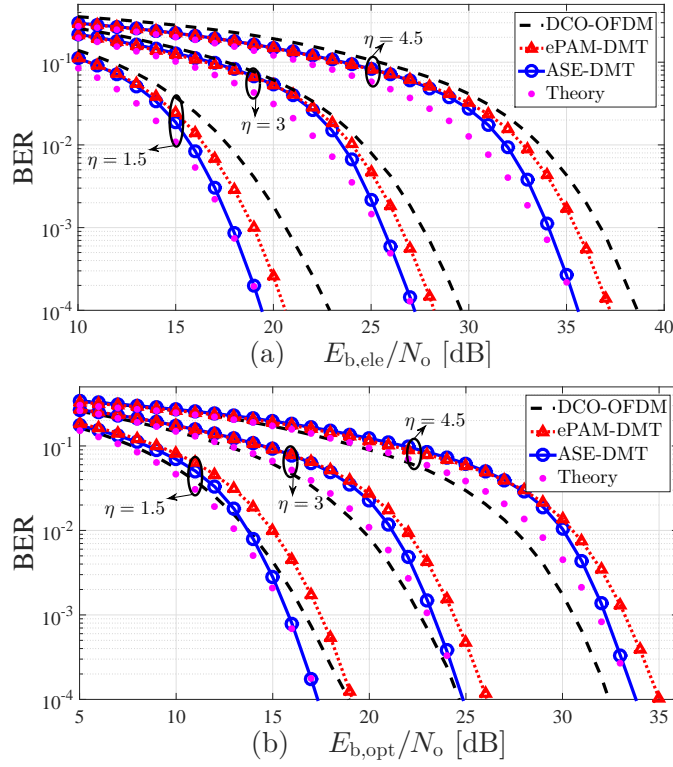 10^-1
10^-2
10^-3
10^-4
BER
η = 1.5
η = 3
η = 4.5
DCO-OFDM
ePAM-DMT
ASE-DMT
Theory
10 15 20 25 30 35 40
(a) E_b,ele/N_o [dB]
10^-1
10^-2
10^-3
10^-4
BER
η = 1.5
η = 3
η = 4.5
DCO-OFDM
ePAM-DMT
ASE-DMT
Theory
5 10 15 20 25 30 35
(b) E_b,opt/N_o [dB]